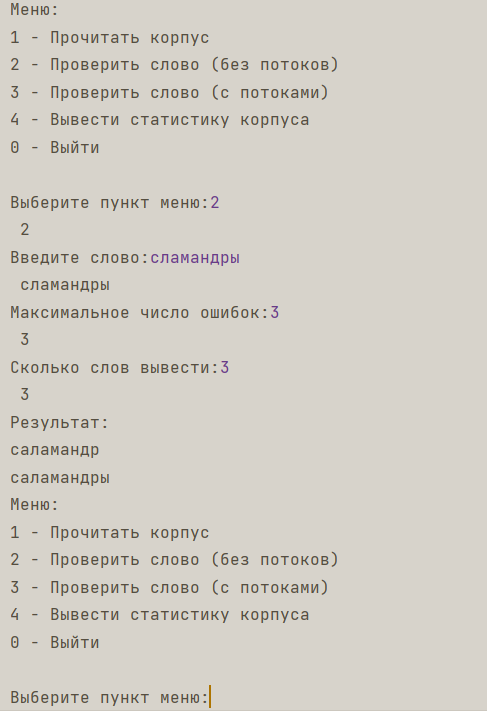 Меню:
1 - Прочитать корпус
2 - Проверить слово (без потоков)
3 - Проверить слово (с потоками)
4 - Вывести статистику корпуса
0 - Выйти
Выберите пункт меню:2
2
Введите слово:сламандры
сламандры
Максимальное число ошибок:3
3
Сколько слов вывести:3
3
Результат:
саламандр
саламандры
Меню:
1 - Прочитать корпус
2 - Проверить слово (без потоков)
3 - Проверить слово (с потоками)
4 - Вывести статистику корпуса
0 - Выйти
Выберите пункт меню: